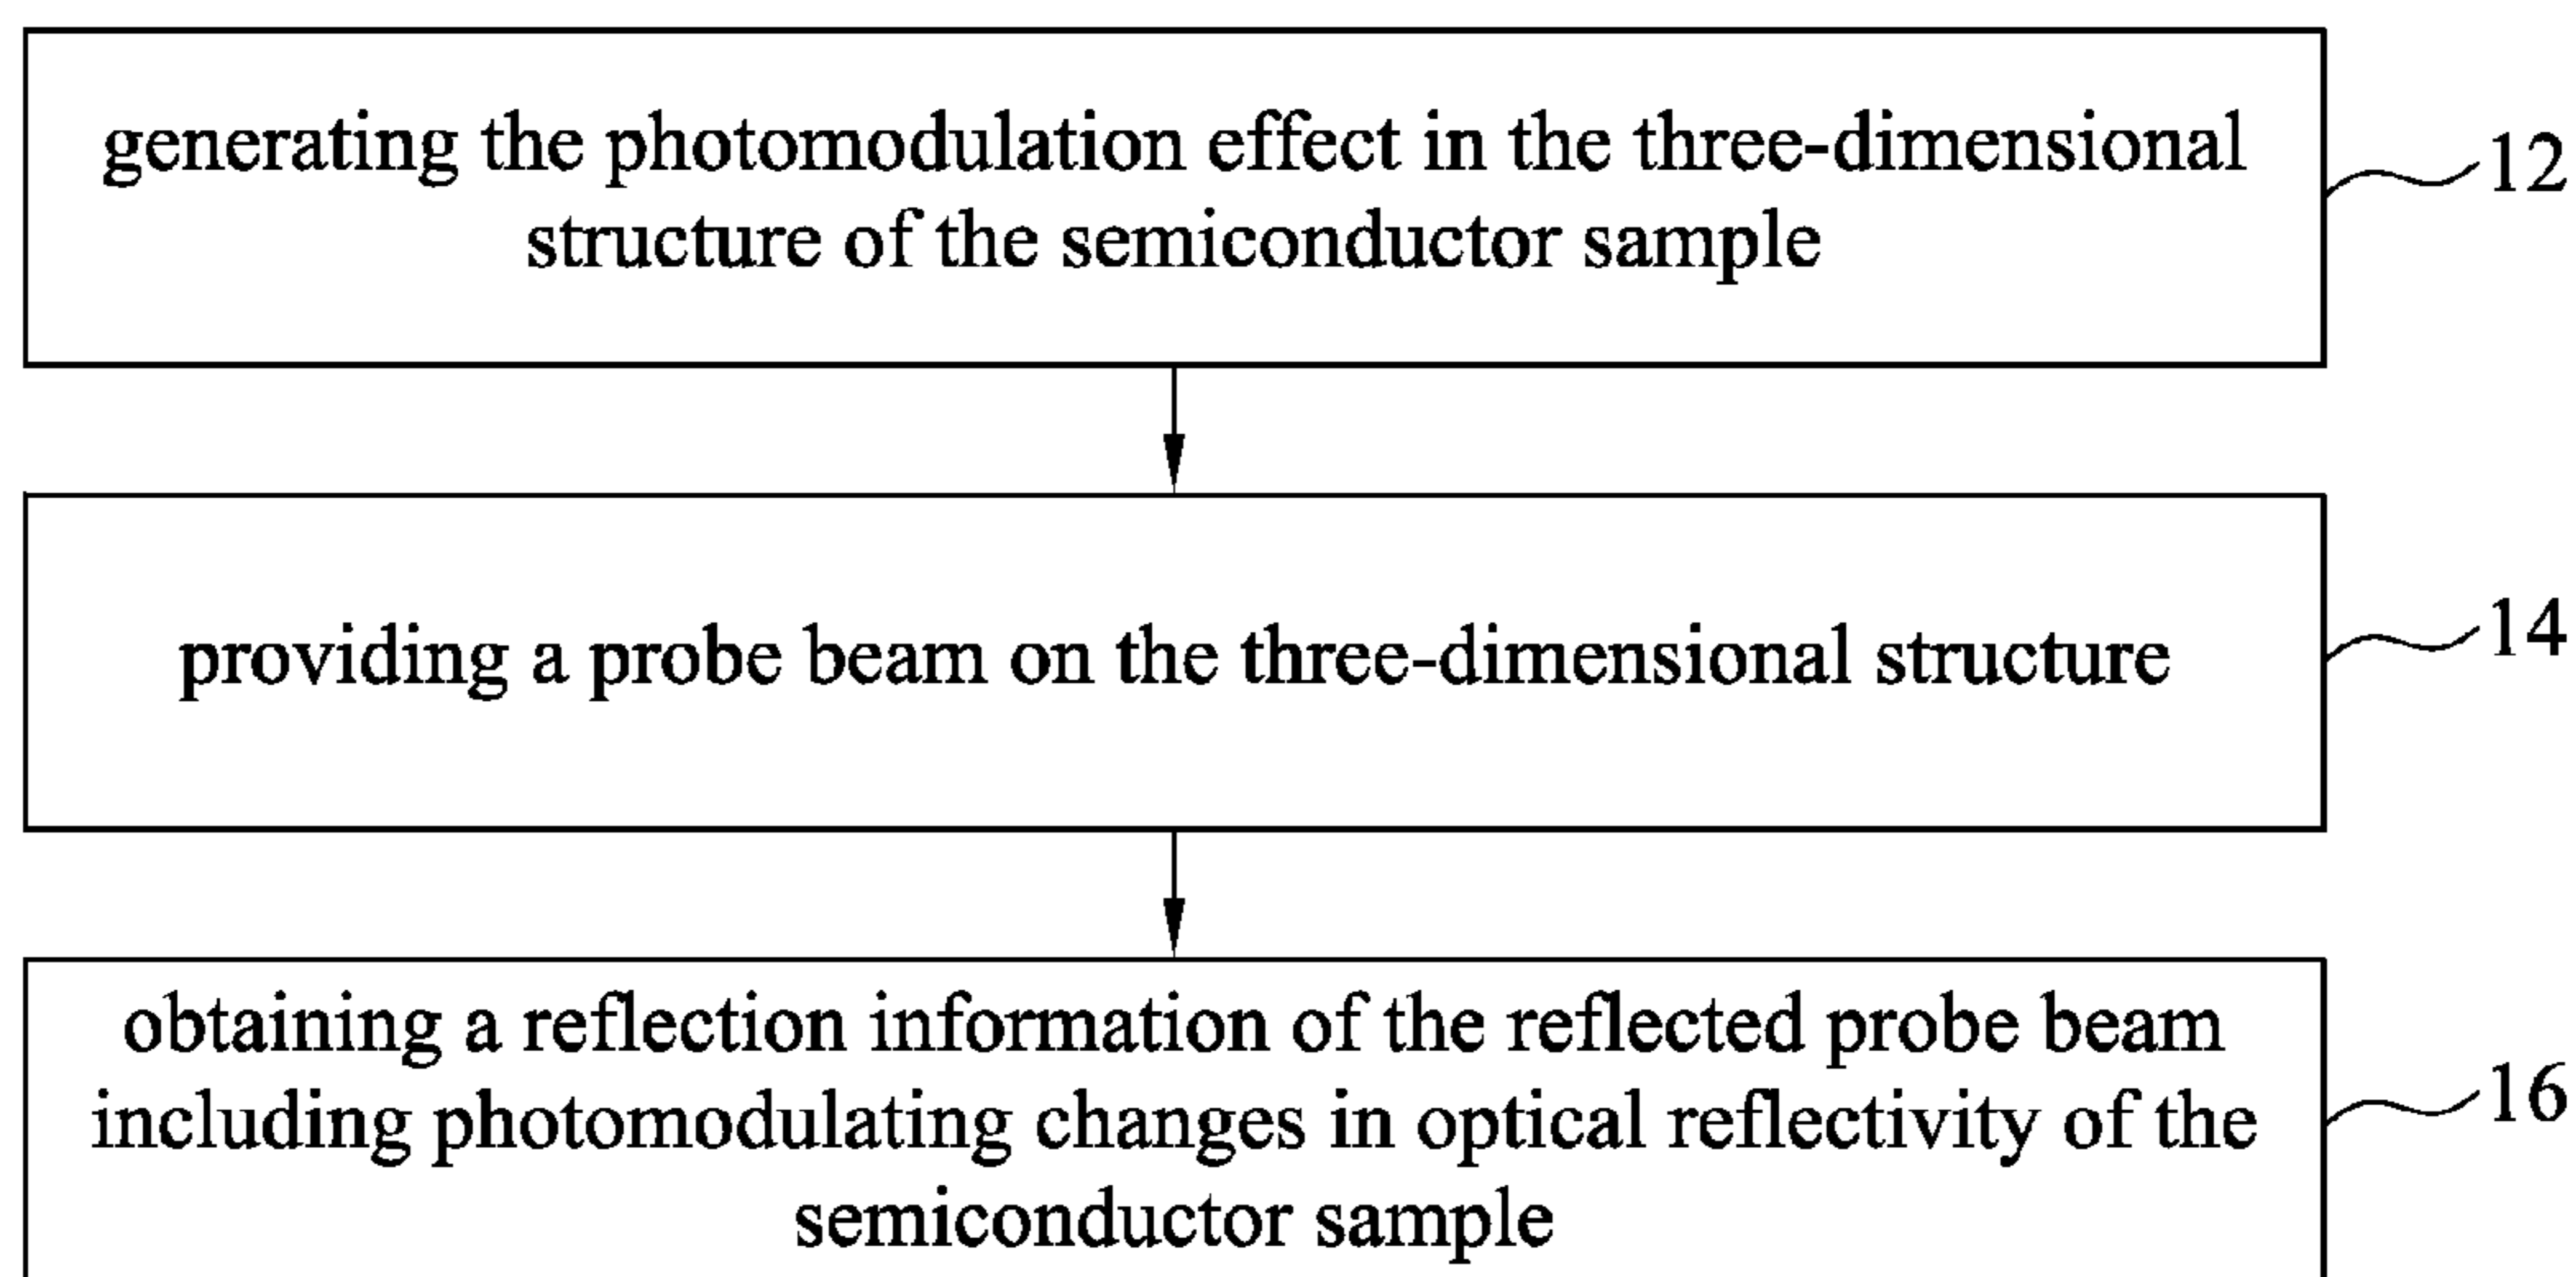 generating the photomodulation effect in the three-dimensional
structure of the semiconductor sample
12
providing a probe beam on the three-dimensional structure
14
obtaining a reflection information of the reflected probe beam
including photomodulating changes in optical reflectivity of the
semiconductor sample
16